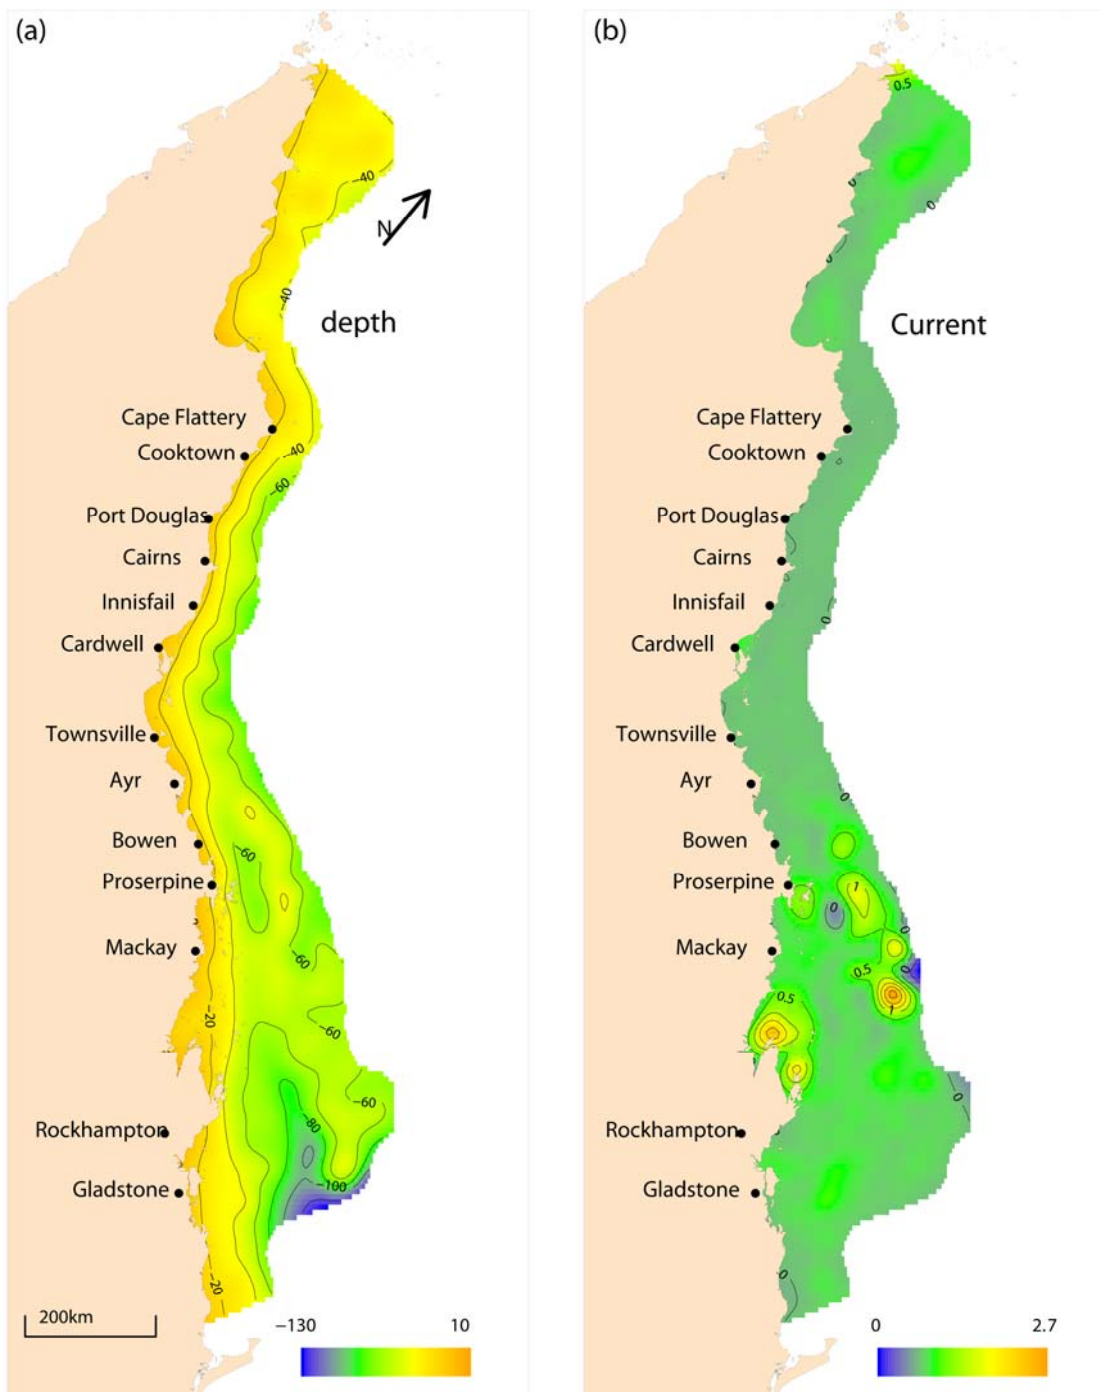 (a)
−40
N
−40
depth
Cape Flattery
Cooktown
−40
−60
Port Douglas
Cairns
Innisfail
Cardwell
Townsville
Ayr
Bowen
−60
Proserpine
Mackay
−60
−20
−60
−60
−80
Rockhampton
−100
Gladstone
−20
200km
−130 10
(b)
0.5
0
0
0
Current
Cape Flattery
Cooktown
Port Douglas
Cairns
Innisfail
0
Cardwell
Townsville
Ayr
0
Bowen
Proserpine
1
0
0
Mackay
0.5
0
0.5
1
0
Rockhampton
Gladstone
0
0 2.7